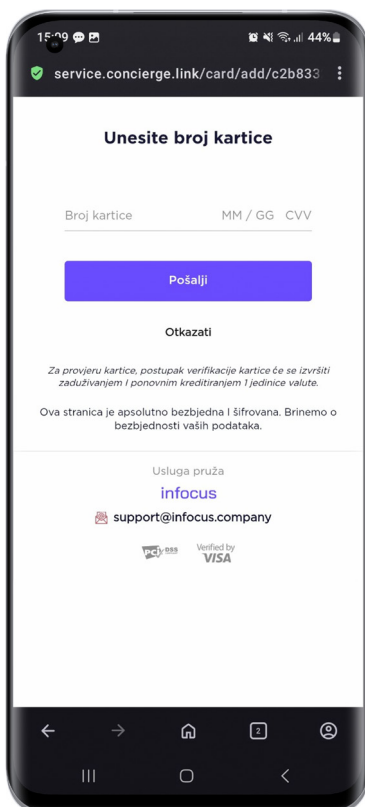 15:09
44%
service.concierge.link/card/add/c2b833
Unesite broj kartice
Broj kartice MM / GG CVV
Pošalji
Otkazati
Za provjeru kartice, postupak verifikacije kartice će se izvršiti
zaduživanjem I ponovnim kreditiranjem 1 jedinice valute.
Ova stranica je apsolutno bezbjedna I šifrovana. Brinemo o
bezbjednosti vaših podataka.
Usluga pruža
infocus
support@infocus.company
PCI DSS
Verified by
VISA
2